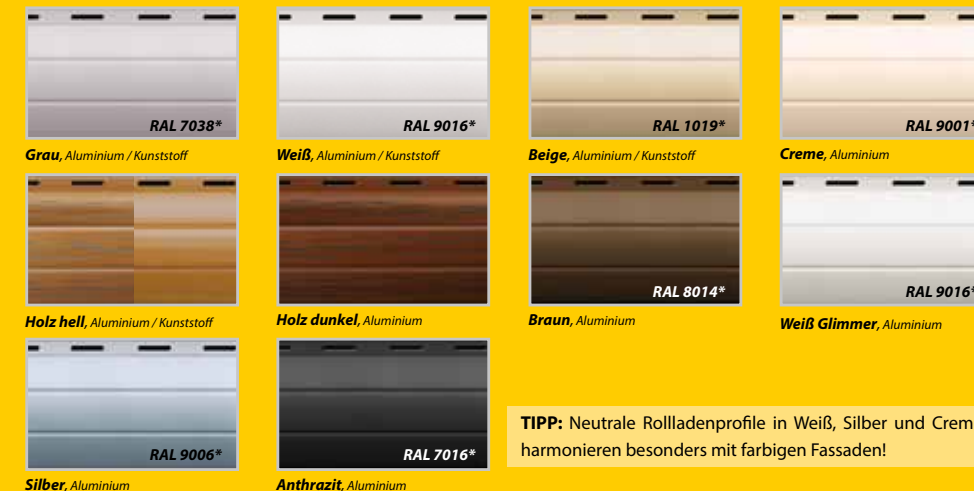 RAL 7038*
RAL 9016*
RAL 1019*
RAL 9001*
Grau, Aluminium / Kunststoff
Weiß, Aluminium / Kunststoff
Beige, Aluminium / Kunststoff
Creme, Aluminium
RAL 8014*
RAL 9016*
Holz hell, Aluminium / Kunststoff
Holz dunkel, Aluminium
Braun, Aluminium
Weiß Glimmer, Aluminium
RAL 9006*
RAL 7016*
Silber, Aluminium
Anthrazit, Aluminium
TIPP: Neutrale Rollladenprofile in Weiß, Silber und Crem
harmonieren besonders mit farbigen Fassaden!